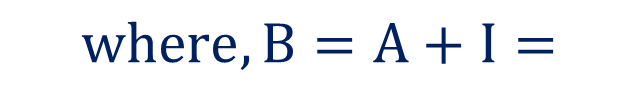 where, B = A + I =